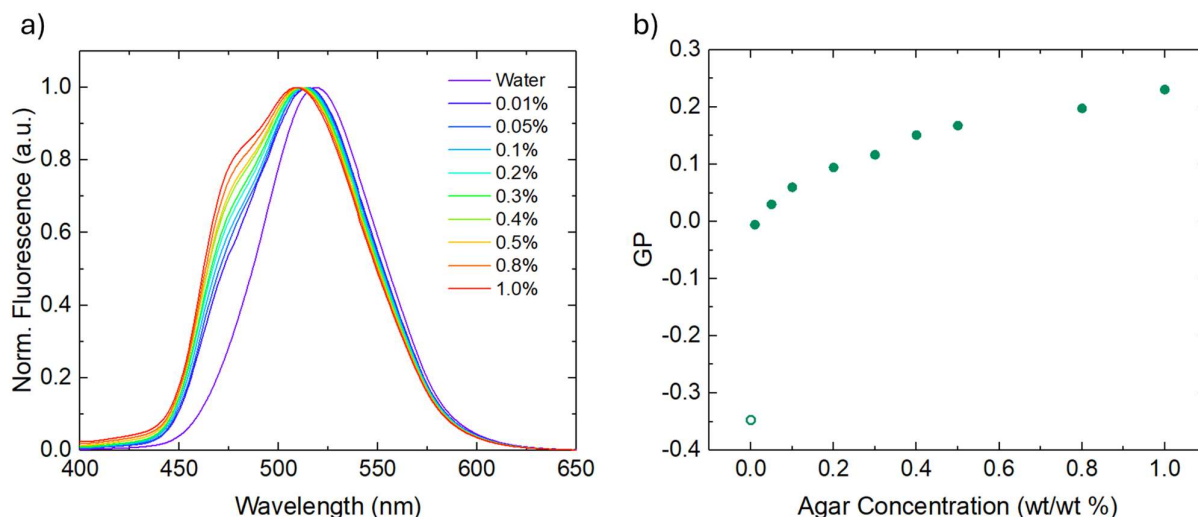 a)
Norm. Fluorescence (a.u.)
1.0
0.8
0.6
0.4
0.2
0.0
400 450 500 550 600 650
Wavelength (nm)
Water
0.01%
0.05%
0.1%
0.2%
0.3%
0.4%
0.5%
0.8%
1.0%
b)
GP
0.3
0.2
0.1
0.0
-0.1
-0.2
-0.3
-0.4
0.0 0.2 0.4 0.6 0.8 1.0
Agar Concentration (wt/wt %)